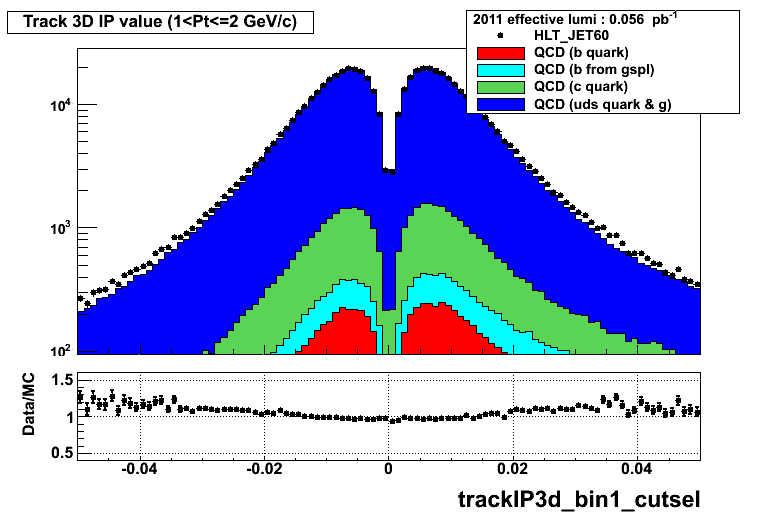 Track 3D IP value (1<Pt<=2 GeV/c)
2011 effective lumi : 0.056 pb⁻¹
HLT_JET60
QCD (b quark)
QCD (b from gspl)
QCD (c quark)
QCD (uds quark & g)
10⁴
10³
10²
Data/MC
1.5
1
0.5
-0.04 -0.02 0 0.02 0.04
trackIP3d_bin1_cutsel